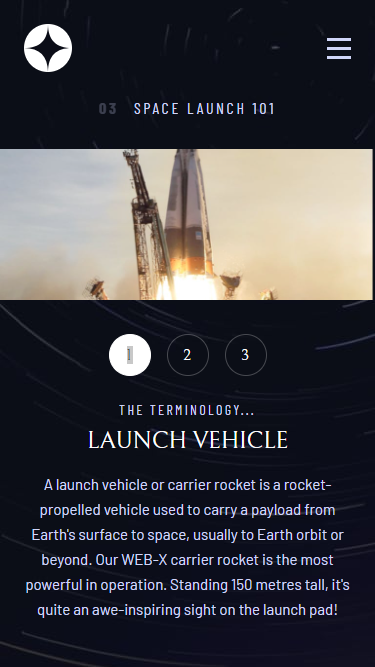 03 SPACE LAUNCH 101
1 2 3
THE TERMINOLOGY...
LAUNCH VEHICLE
A launch vehicle or carrier rocket is a rocket-
propelled vehicle used to carry a payload from
Earth's surface to space, usually to Earth orbit or
beyond. Our WEB-X carrier rocket is the most
powerful in operation. Standing 150 metres tall, it's
quite an awe-inspiring sight on the launch pad!